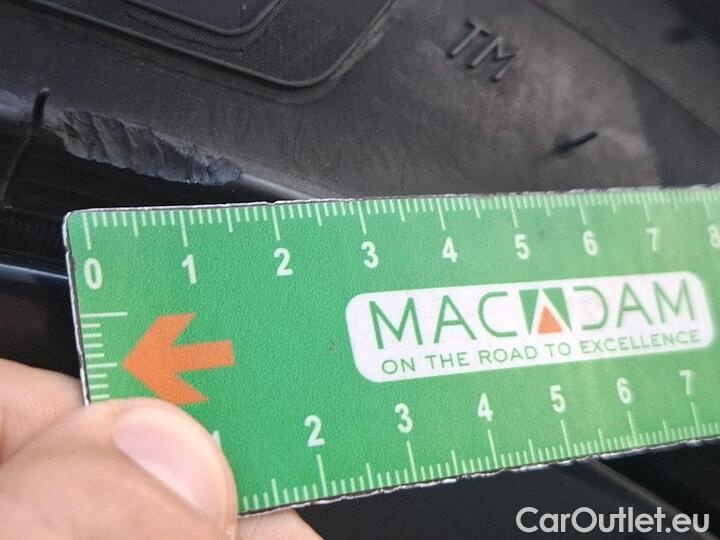 TM
0 1 2 3 4 5 6 7 8
MACADAM
ON THE ROAD TO EXCELLENCE
2 3 4 5 6 7
CarOutlet.eu